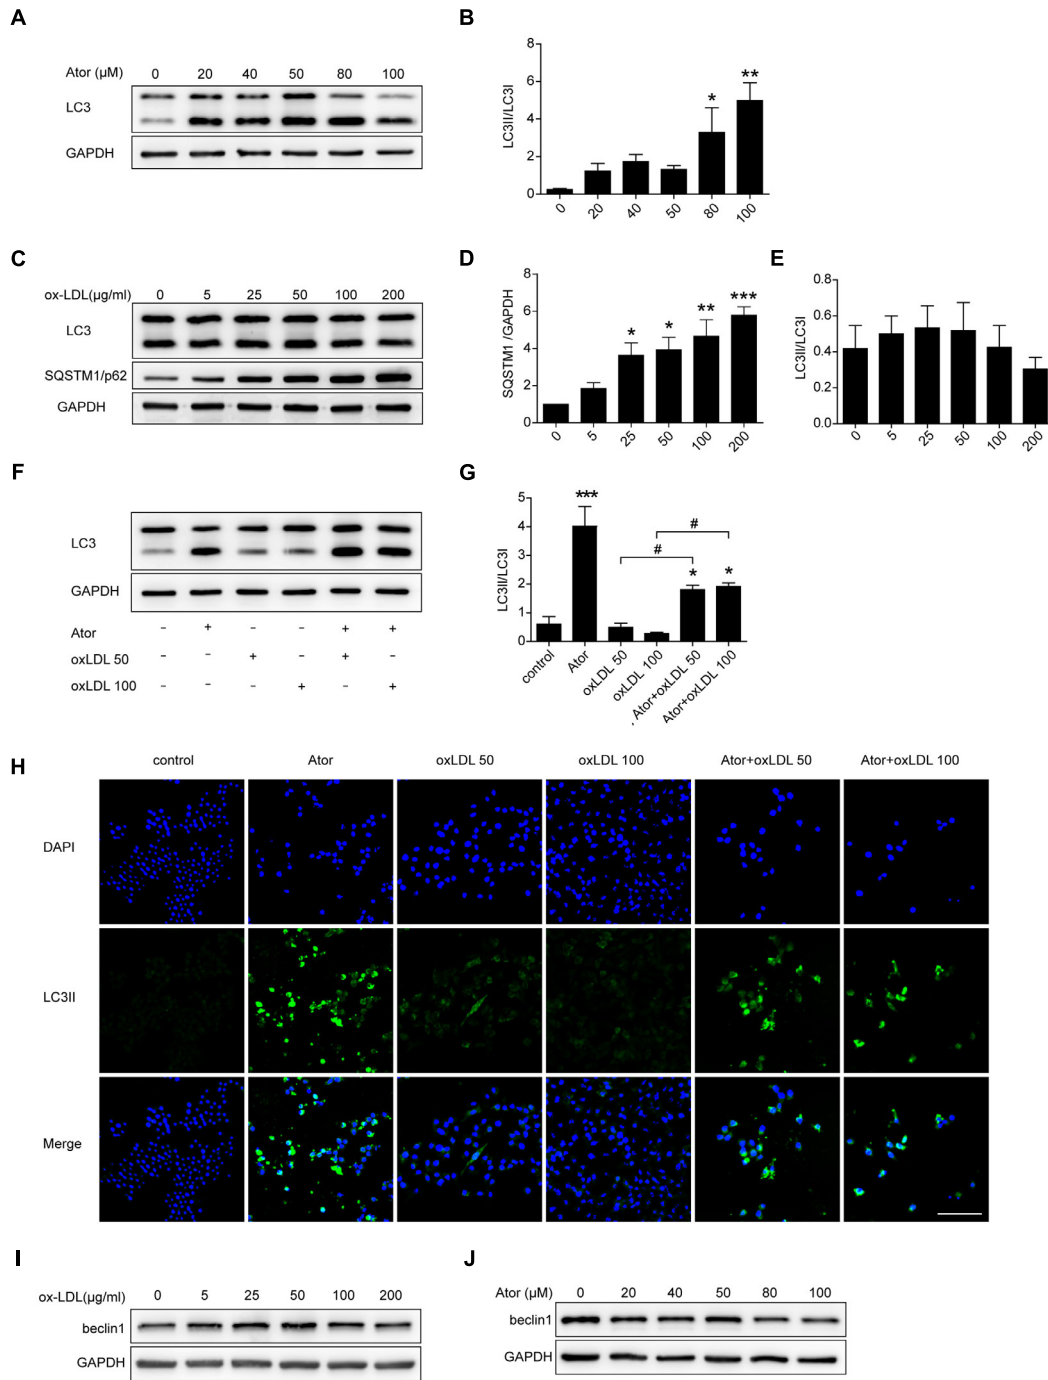 A
Ator (µM) 0 20 40 50 80 100
LC3
GAPDH
B
LC3II/LC3I
8
6
4
2
0
* **
0 20 40 50 80 100
C
ox-LDL(µg/ml) 0 5 25 50 100 200
LC3
SQSTM1/p62
GAPDH
D
SQSTM1 /GAPDH
8
6
4
2
0
* * ** ***
0 5 25 50 100 200
E
LC3II/LC3I
0.8
0.6
0.4
0.2
0.0
0 5 25 50 100 200
F
LC3
GAPDH
Ator - + - - + +
oxLDL 50 - - + - + -
oxLDL 100 - - - + - +
G
LC3II/LC3I
5
4
3
2
1
0
*** # # * *
control Ator oxLDL 50 oxLDL 100 , Ator+oxLDL 50 Ator+oxLDL 100
H
control Ator oxLDL 50 oxLDL 100 Ator+oxLDL 50 Ator+oxLDL 100
DAPI
LC3II
Merge
I
ox-LDL(µg/ml) 0 5 25 50 100 200
beclin1
GAPDH
J
Ator (µM) 0 20 40 50 80 100
beclin1
GAPDH